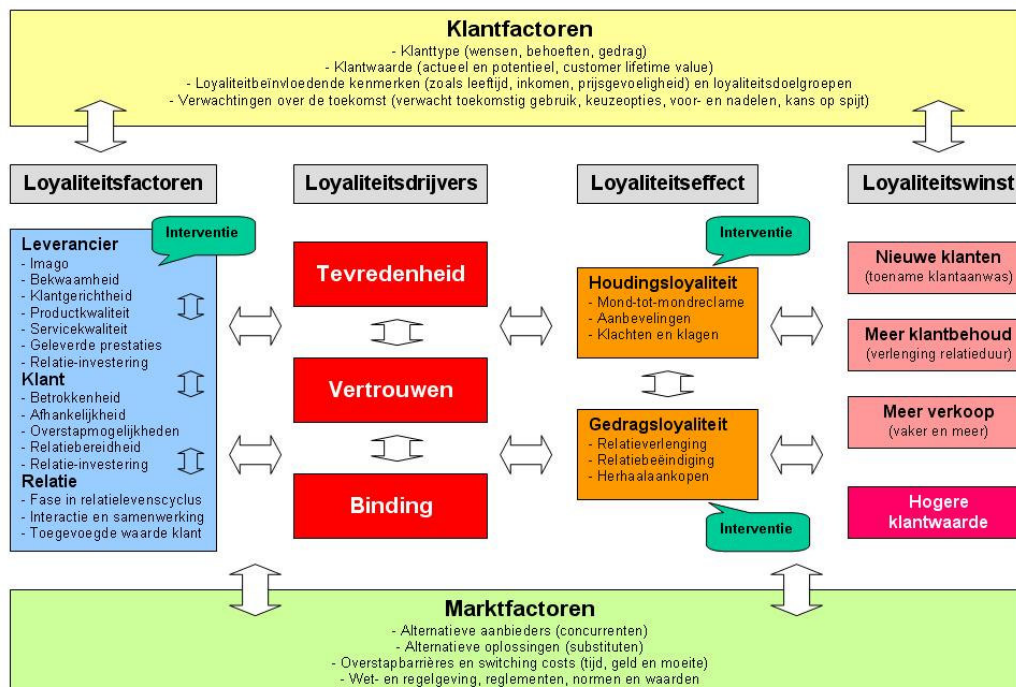 Klantfactoren
- Klanttype (wensen, behoeften, gedrag)
- Klantwaarde (actueel en potentieel, customer lifetime value)
- Loyaliteitbeïnvloedende kenmerken (zoals leeftijd, inkomen, prijsgevoeligheid) en loyaliteitsdoelgroepen
- Verwachtingen over de toekomst (verwacht toekomstig gebruik, keuzeopties, voor- en nadelen, kans op spijt)
Loyaliteitsfactoren
Interventie
Leverancier
- Imago
- Bekwaamheid
- Klantgerichtheid
- Productkwaliteit
- Servicekwaliteit
- Geleverde prestaties
- Relatie-investering
Klant
- Betrokkenheid
- Afhankelijkheid
- Overstapmogelijkheden
- Relatiebereidheid
- Relatie-investering
Relatie
- Fase in relatielevenscyclus
- Interactie en samenwerking
- Toegevoegde waarde klant
Loyaliteitsdrijvers
Tevredenheid
Vertrouwen
Binding
Loyaliteitseffect
Interventie
Houdingsloyaliteit
- Mond-tot-mondreclame
- Aanbevelingen
- Klachten en klagen
Gedragsloyaliteit
- Relatieverlenging
- Relatiebeëindiging
- Herhaalaankopen
Interventie
Loyaliteitswinst
Nieuwe klanten
(toename klantaanwas)
Meer klantbehoud
(verlenging relatieduur)
Meer verkoop
(vaker en meer)
Hogere
klantwaarde
Marktfactoren
- Alternatieve aanbieders (concurrenten)
- Alternatieve oplossingen (substituten)
- Overstapbarrières en switching costs (tijd, geld en moeite)
- Wet- en regelgeving, reglementen, normen en waarden